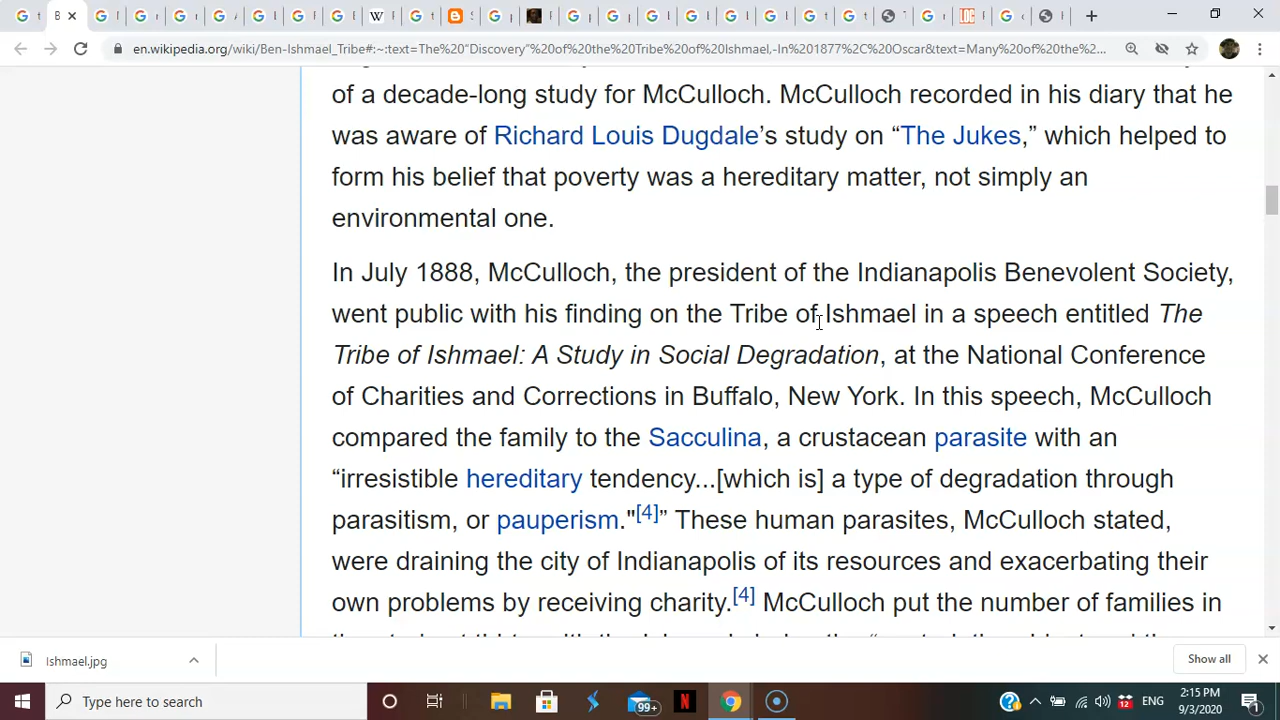 en.wikipedia.org/wiki/Ben-Ishmael_Tribe#:~:text=The%20"Discovery"%20of%20the%20Tribe%20of%20Ishmael,-In%201877%2C%20Oscar&text=Many%20of%20the%2...
of a decade-long study for McCulloch. McCulloch recorded in his diary that he
was aware of Richard Louis Dugdale’s study on “The Jukes,” which helped to
form his belief that poverty was a hereditary matter, not simply an
environmental one.
In July 1888, McCulloch, the president of the Indianapolis Benevolent Society,
went public with his finding on the Tribe of Ishmael in a speech entitled The
Tribe of Ishmael: A Study in Social Degradation, at the National Conference
of Charities and Corrections in Buffalo, New York. In this speech, McCulloch
compared the family to the Sacculina, a crustacean parasite with an
“irresistible hereditary tendency...[which is] a type of degradation through
parasitism, or pauperism."[4]” These human parasites, McCulloch stated,
were draining the city of Indianapolis of its resources and exacerbating their
own problems by receiving charity.[4] McCulloch put the number of families in
Ishmael.jpg
Show all
Type here to search
99+
12
ENG
2:15 PM
9/3/2020
1